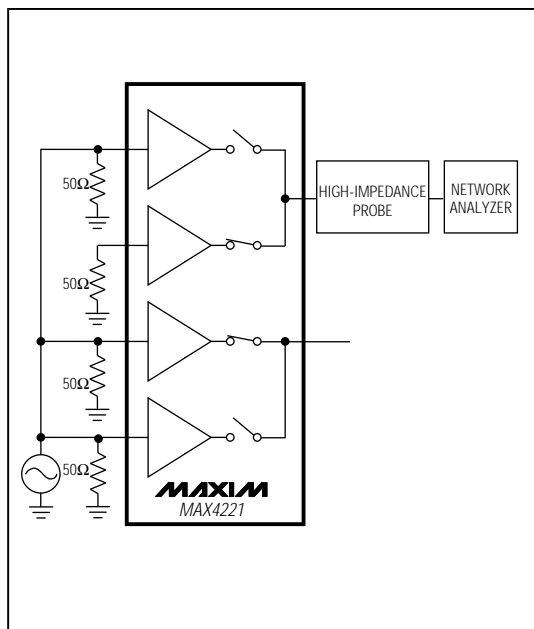 50Ω
HIGH-IMPEDANCE
PROBE
NETWORK
ANALYZER
50Ω
50Ω
50Ω
MAXIM
MAX4221